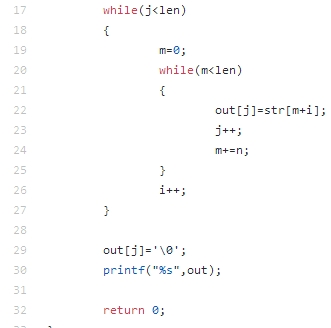 17 while(j<len)
18 {
19 m=0;
20 while(m<len)
21 {
22 out[j]=str[m+i];
23 j++;
24 m+=n;
25 }
26 i++;
27 }
28
29 out[j]='\0';
30 printf("%s",out);
31
32 return 0;